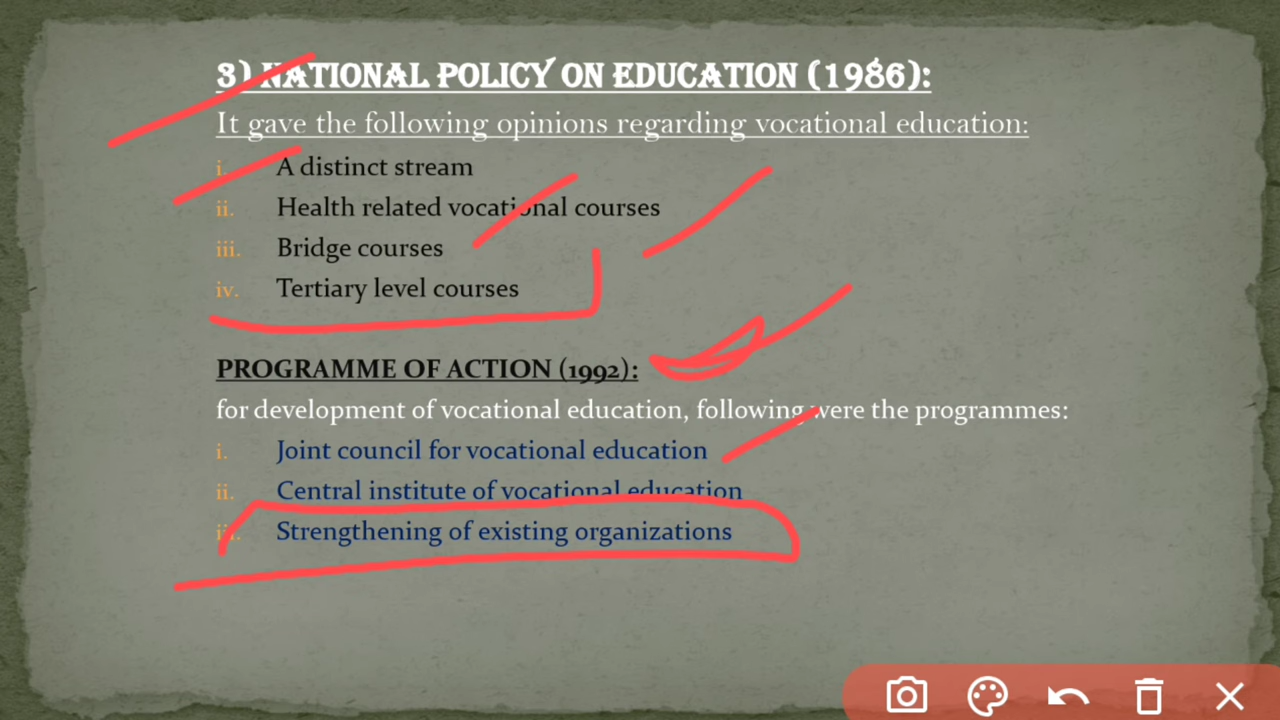 3) NATIONAL POLICY ON EDUCATION (1986):
It gave the following opinions regarding vocational education:
i. A distinct stream
ii. Health related vocational courses
iii. Bridge courses
iv. Tertiary level courses
PROGRAMME OF ACTION (1992):
for development of vocational education, following were the programmes:
i. Joint council for vocational education
ii. Central institute of vocational education
iii. Strengthening of existing organizations